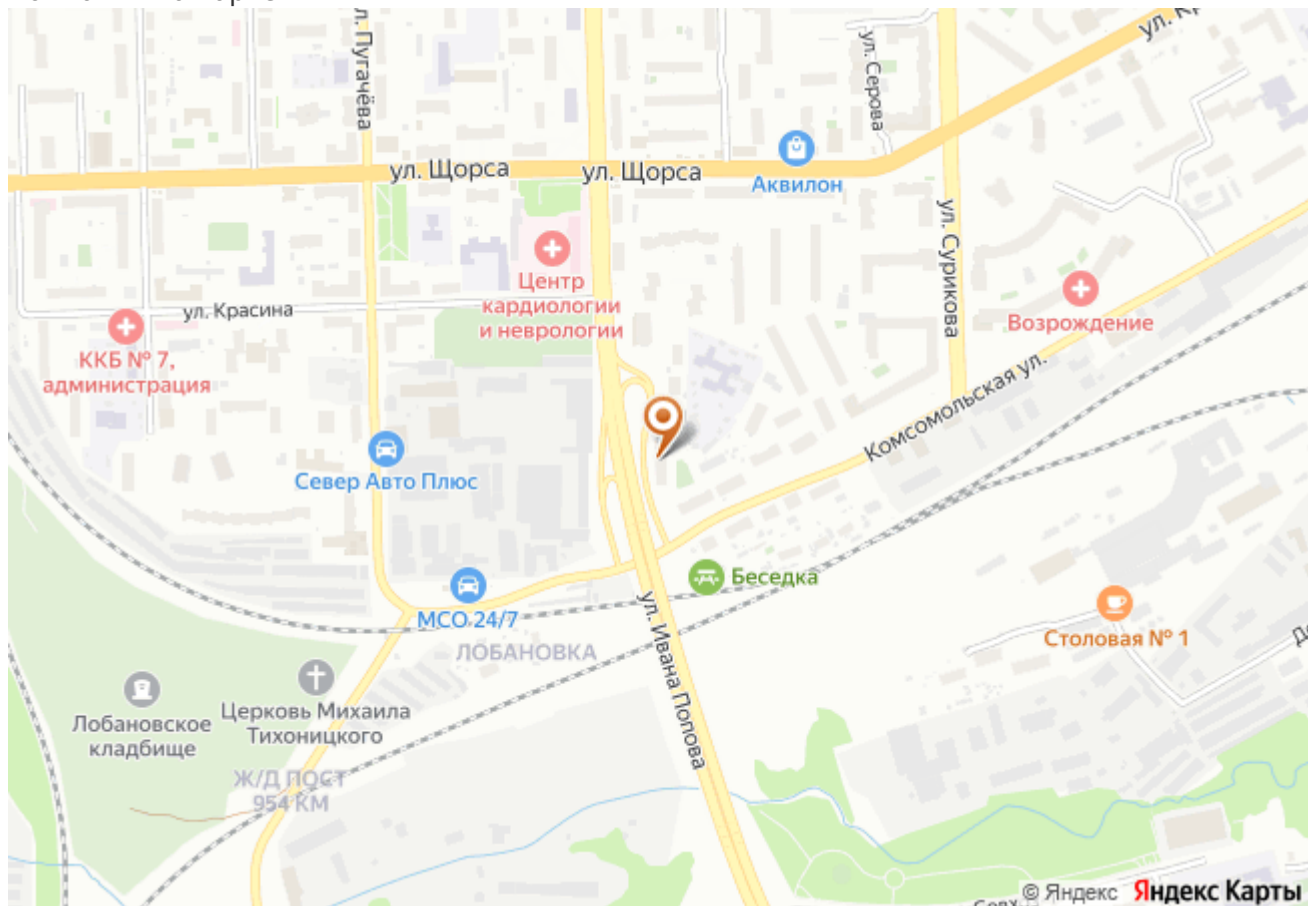 ул. Пугачёва
ул. Серова
ул. Щорса
ул. Щорса
Аквилон
ул. Сурикова
Центр
кардиологии
и неврологии
ул. Красина
Возрождение
ККБ № 7,
администрация
Комсомольская ул.
Север Авто Плюс
Беседка
МСО 24/7
ул. Ивана Попова
Столовая № 1
ЛОБАНОВКА
Лобановское
кладбище
Церковь Михаила
Тихоницкого
Ж/Д ПОСТ
954 КМ
© Яндекс Яндекс Карты